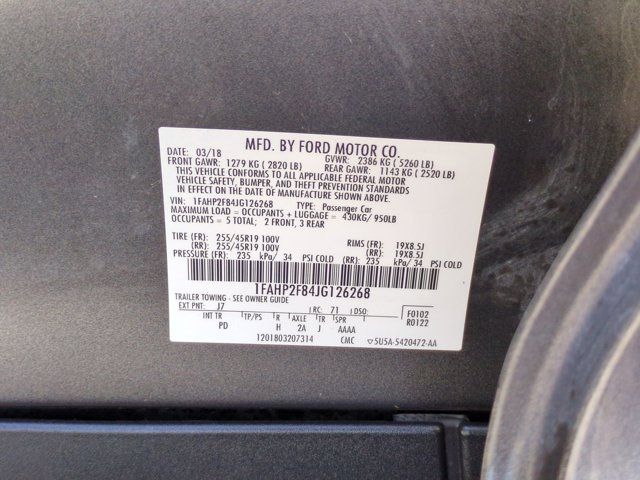 MFD. BY FORD MOTOR CO.
DATE: 03/18 GVWR: 2386 KG ( 5260 LB)
FRONT GAWR: 1279 KG ( 2820 LB) REAR GAWR: 1143 KG ( 2520 LB)
THIS VEHICLE CONFORMS TO ALL APPLICABLE FEDERAL MOTOR
VEHICLE SAFETY, BUMPER, AND THEFT PREVENTION STANDARDS
IN EFFECT ON THE DATE OF MANUFACTURE SHOWN ABOVE.
VIN: 1FAHP2F84JG126268 TYPE: Passenger Car
MAXIMUM LOAD = OCCUPANTS + LUGGAGE = 430KG/ 950LB
OCCUPANTS = 5 TOTAL; 2 FRONT, 3 REAR
TIRE (FR): 255/45R19 100V RIMS (FR): 19X8.5J
(RR): 255/45R19 100V (RR): 19X8.5J
PRESSURE (FR): 235 kPa/ 34 PSI COLD (RR): 235 kPa/ 34 PSI COLD
1FAHP2F84JG126268
TRAILER TOWING - SEE OWNER GUIDE
EXT PNT: J7 RC: 71 DSO: F0102
INT TR TP/PS R AXLE TR SPR R0122
PD H 2A J AAAA
1201803207314 CMC ▽5U5A-5420472-AA